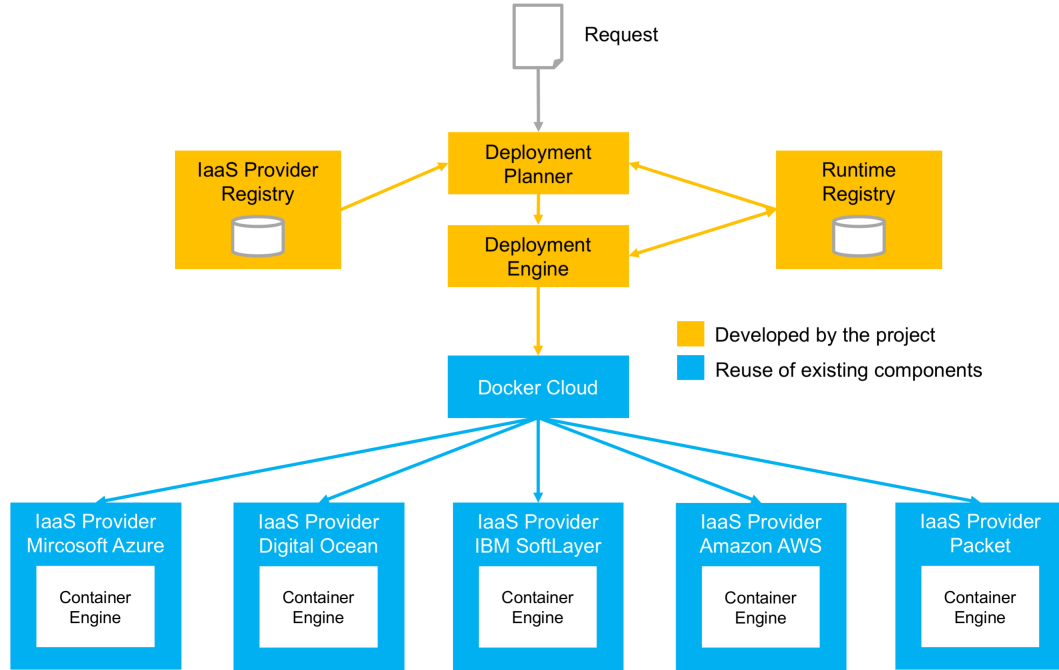 Request
Deployment
Planner
IaaS Provider
Registry
Runtime
Registry
Deployment
Engine
Developed by the project
Reuse of existing components
Docker Cloud
IaaS Provider
Mircosoft Azure
Container
Engine
IaaS Provider
Digital Ocean
Container
Engine
IaaS Provider
IBM SoftLayer
Container
Engine
IaaS Provider
Amazon AWS
Container
Engine
IaaS Provider
Packet
Container
Engine